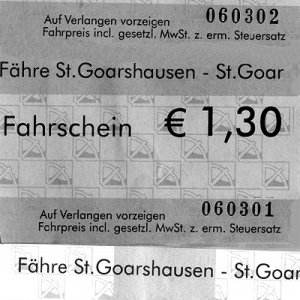 Auf Verlangen vorzeigen 060302
Fahrpreis incl. gesetzl. MwSt. z. erm. Steuersatz
Fähre St.Goarshausen - St.Goar
Fahrschein € 1,30
Auf Verlangen vorzeigen 060301
Fahrpreis incl. gesetzl. MwSt. z. erm. Steuersatz
Fähre St.Goarshausen - St.Goar